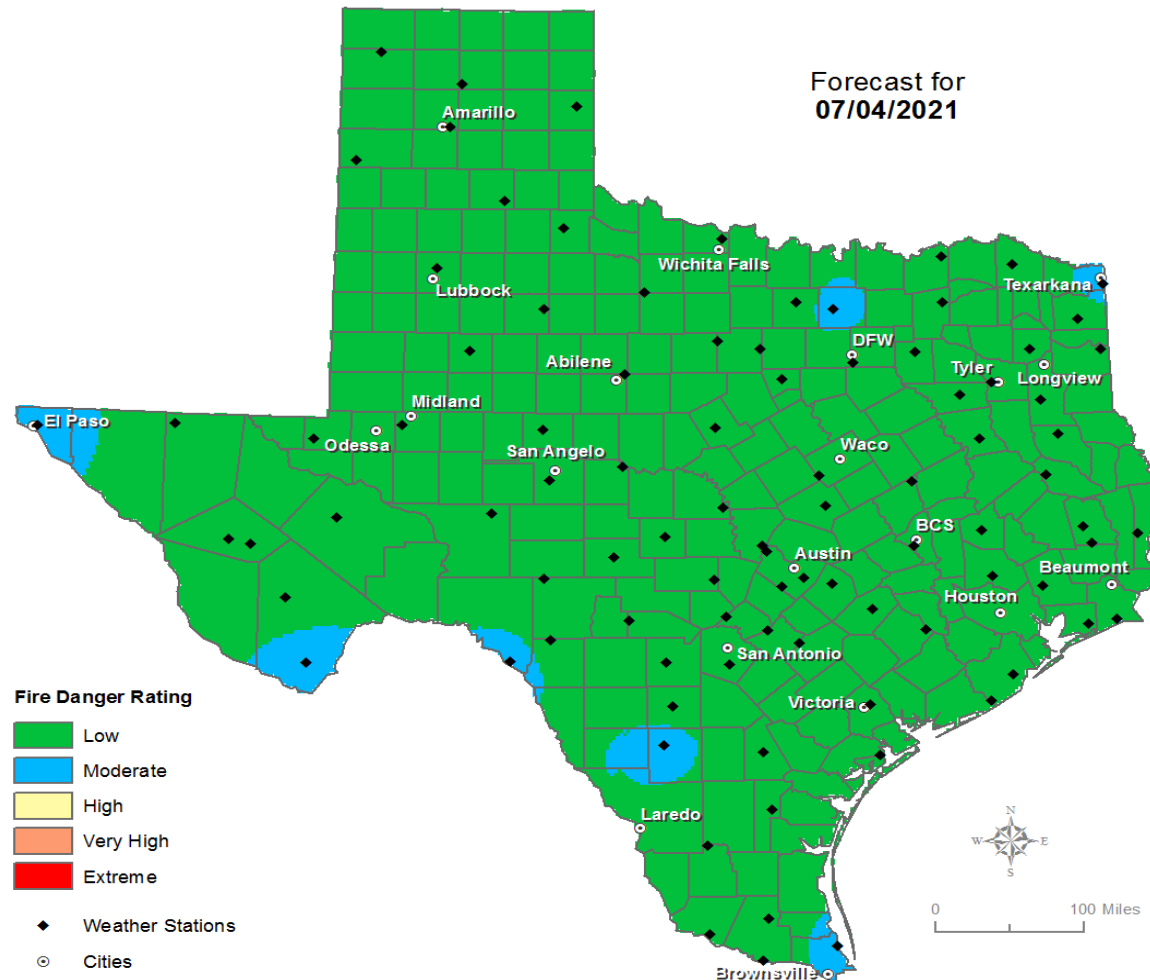 Forecast for
07/04/2021
Amarillo
Wichita Falls
Lubbock
Texarkana
DFW
Abilene
Tyler
Longview
El Paso
Midland
Odessa
San Angelo
Waco
BCS
Austin
Beaumont
Houston
San Antonio
Victoria
Laredo
Brownsville
Fire Danger Rating
Low
Moderate
High
Very High
Extreme
Weather Stations
Cities
N
W
E
S
0
100 Miles